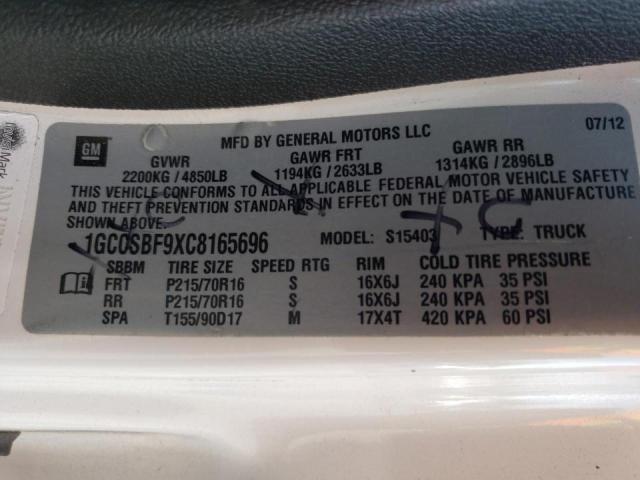 07/12
GM
MFD BY GENERAL MOTORS LLC
GVWR GAWR FRT GAWR RR
2200KG / 4850LB 1194KG / 2633LB 1314KG / 2896LB
THIS VEHICLE CONFORMS TO ALL APPLICABLE FEDERAL MOTOR VEHICLE SAFETY
AND THEFT PREVENTION STANDARDS IN EFFECT ON THE DATE OF MANUFACTURE
SHOWN ABOVE.
1GC0SBF9XC8165696 MODEL: S15403 TYPE: TRUCK
SBBM TIRE SIZE SPEED RTG RIM COLD TIRE PRESSURE
FRT P215/70R16 S 16X6J 240 KPA 35 PSI
RR P215/70R16 S 16X6J 240 KPA 35 PSI
SPA T155/90D17 M 17X4T 420 KPA 60 PSI